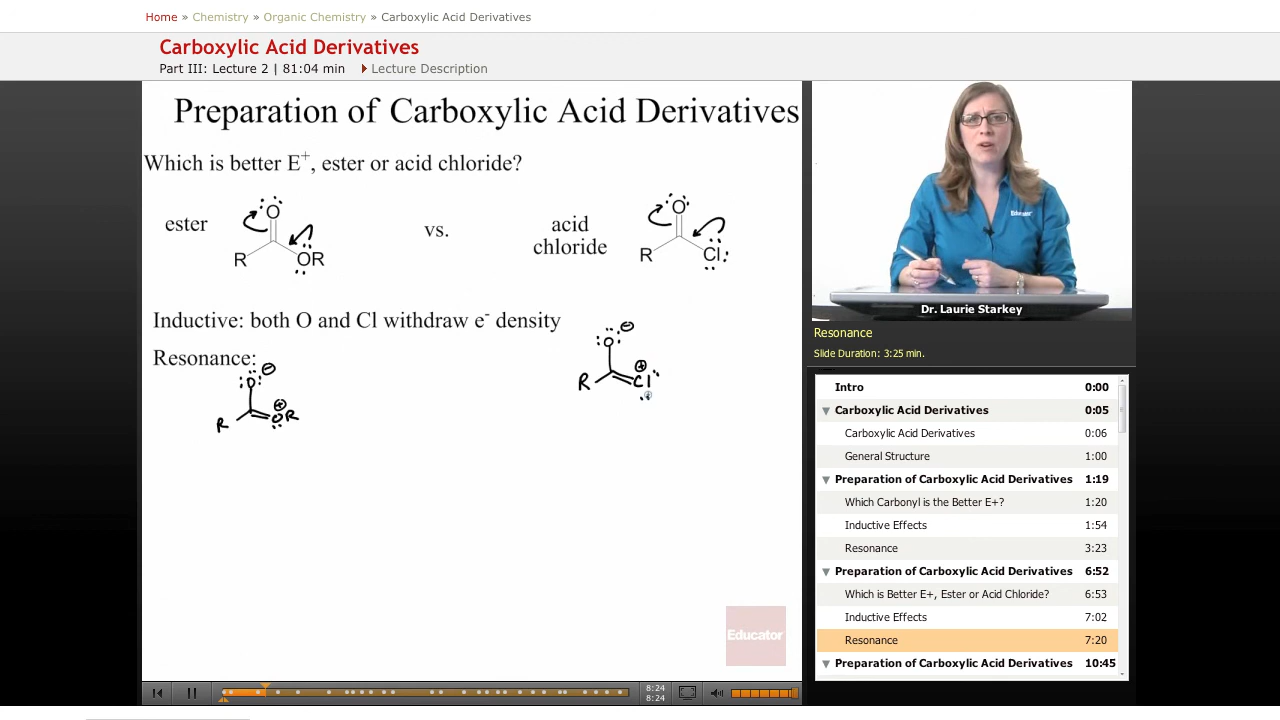 Home » Chemistry » Organic Chemistry » Carboxylic Acid Derivatives
Carboxylic Acid Derivatives
Part III: Lecture 2 | 81:04 min Lecture Description
Preparation of Carboxylic Acid Derivatives
Which is better E+, ester or acid chloride?
ester
O
R
OR
vs.
acid
chloride
O
R
Cl
Inductive: both O and Cl withdraw e- density
Resonance:
O
R
OR
O
R
Cl
Educator
Educator
Dr. Laurie Starkey
Resonance
Slide Duration: 3:25 min.
Intro 0:00
Carboxylic Acid Derivatives 0:05
Carboxylic Acid Derivatives 0:06
General Structure 1:00
Preparation of Carboxylic Acid Derivatives 1:19
Which Carbonyl is the Better E+? 1:20
Inductive Effects 1:54
Resonance 3:23
Preparation of Carboxylic Acid Derivatives 6:52
Which is Better E+, Ester or Acid Chloride? 6:53
Inductive Effects 7:02
Resonance 7:20
Preparation of Carboxylic Acid Derivatives 10:45
8:24
8:24